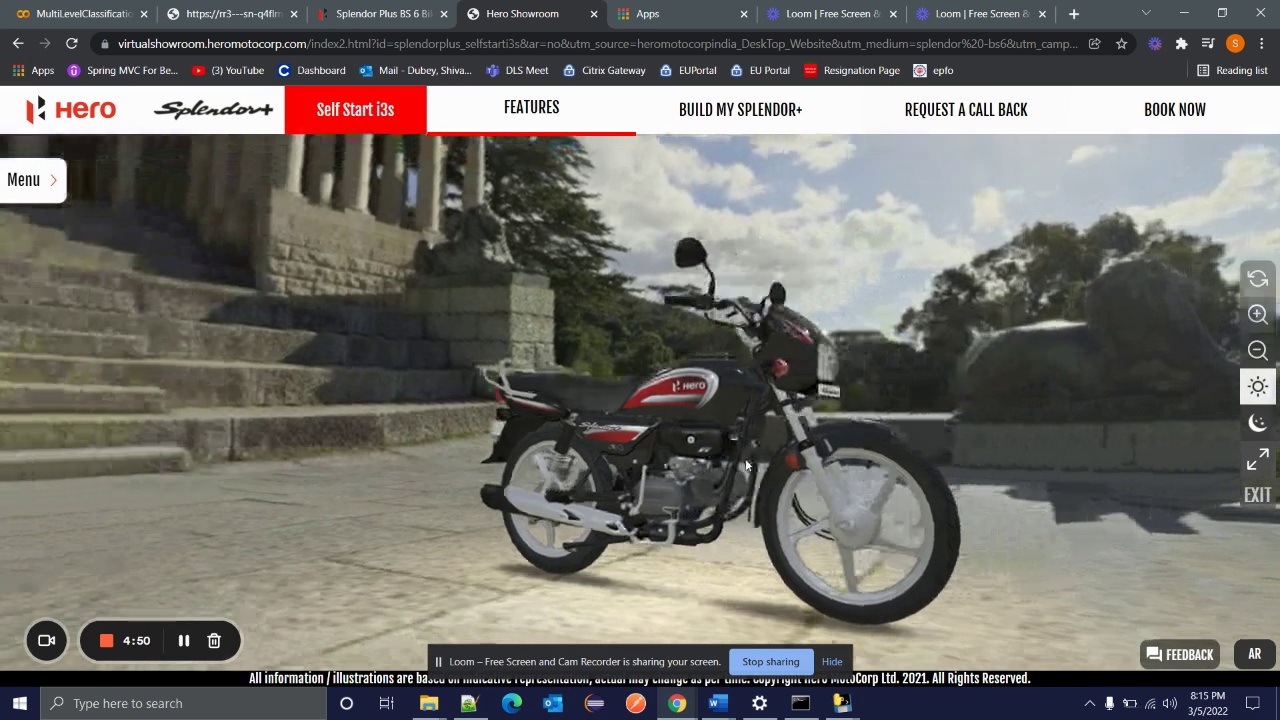 MultiLevelClassificatio
https://rr3---sn-q4flrn
Splendor Plus BS 6 Bi
Hero Showroom
Apps
Loom | Free Screen &
Loom | Free Screen &
virtualshowroom.heromotocorp.com/index2.html?id=splendorplus_selfstarti3s&at=no&utm_source=heromotocorpindia_DeskTop_Website&utm_medium=splendor%20-bs6&utm_camp...
Apps
Spring MVC For Be...
(3) YouTube
Dashboard
Mail - Dubey, Shiva...
DLS Meet
Citrix Gateway
EUPortal
EU Portal
Resignation Page
epfo
Reading list
Hero
Splendor+
Self Start i3s
FEATURES
BUILD MY SPLENDOR+
REQUEST A CALL BACK
BOOK NOW
Menu
Hero
EXIT
4:50
Loom – Free Screen and Cam Recorder is sharing your screen.
Stop sharing
Hide
FEEDBACK
AR
All information / illustrations are based on indicative representation, actual may change as per time. Copyright Hero MotoCorp Ltd. 2021. All Rights Reserved.
Type here to search
8:15 PM
3/5/2022